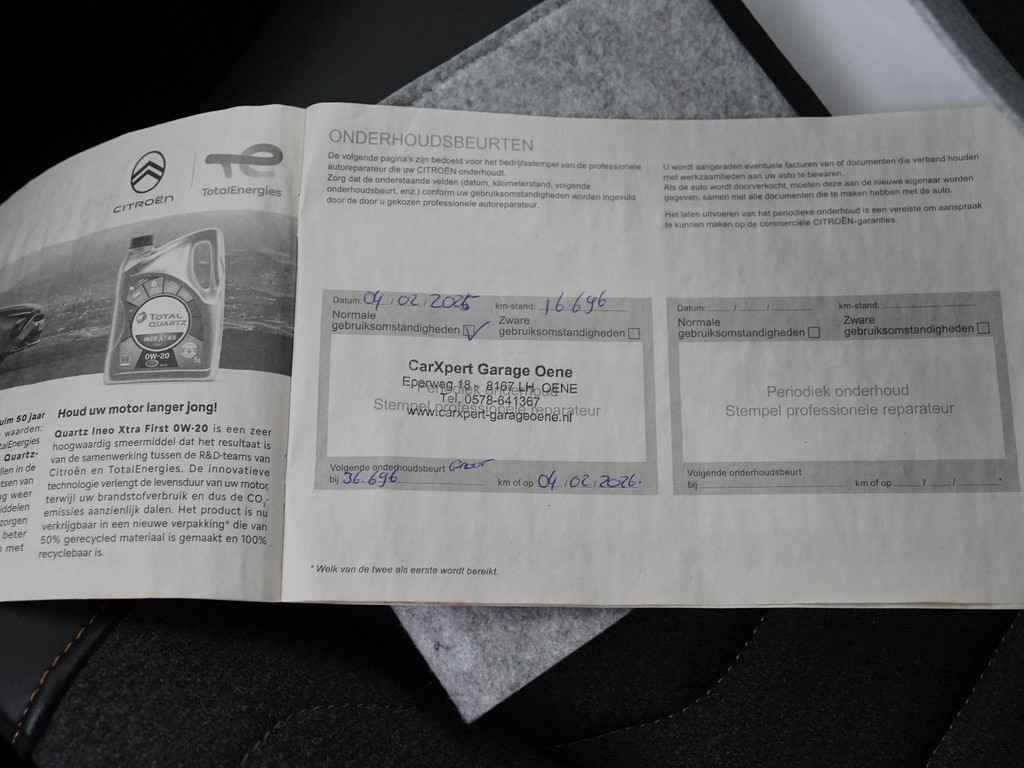 CITROËN
TotalEnergies
TOTAL
QUARTZ
INEO XTRA
FIRST
0W-20
uim 50 jaar
waarden:
talEnergies
Quartz-
llen in de
tsen van
g weer
iddelen
zorgen
beter
met
Houd uw motor langer jong!
Quartz Ineo Xtra First 0W-20 is een zeer
hoogwaardig smeermiddel dat het resultaat is
van de samenwerking tussen de R&D-teams van
Citroën en TotalEnergies. De innovatieve
technologie verlengt de levensduur van uw motor,
terwijl uw brandstofverbruik en dus de CO2-
emissies aanzienlijk dalen. Het product is nu
verkrijgbaar in een nieuwe verpakking* die van
50% gerecycled materiaal is gemaakt en 100%
recyclebaar is.
ONDERHOUDSBEURTEN
De volgende pagina's zijn bedoest voor het bedrijfsstempel van de professionele
autoreparateur die uw CITROËN onderhoudt.
Zorg dat de onderstaande velden (datum, kilometerstand, volgende
onderhoudsbeurt, enz.) conform uw gebruiksomstandigheden worden ingevuld
door de door u gekozen professionele autoreparateur.
U wordt aangeraden eventuele facturen van of documenten die verband houden
met werkzaamheden aan uw auto te bewaren.
Als de auto wordt doorverkocht, moeten deze aan de nieuwe eigenaar worden
gegeven, samen met alle documenten die te maken hebben met de auto.
Het laten uitvoeren van het periodieke onderhoud is een vereiste om aanspraak
te kunnen maken op de commerciële CITROËN-garanties.
Datum: 04/02/2025 km-stand: 16.696
Normale
gebruiksomstandigheden
Zware
gebruiksomstandigheden
CarXpert Garage Oene
Eperweg 18 - 8167 LH OENE
Tel. 0578-641367
www.carxpert-garageoene.nl
Periodiek onderhoud
Stempel professionele reparateur
Volgende onderhoudsbeurt
bij 36.696 km of op 04/02/2026.
Datum: / / km-stand:
Normale
gebruiksomstandigheden
Zware
gebruiksomstandigheden
Periodiek onderhoud
Stempel professionele reparateur
Volgende onderhoudsbeurt
bij km of op / /
* Welk van de twee als eerste wordt bereikt.